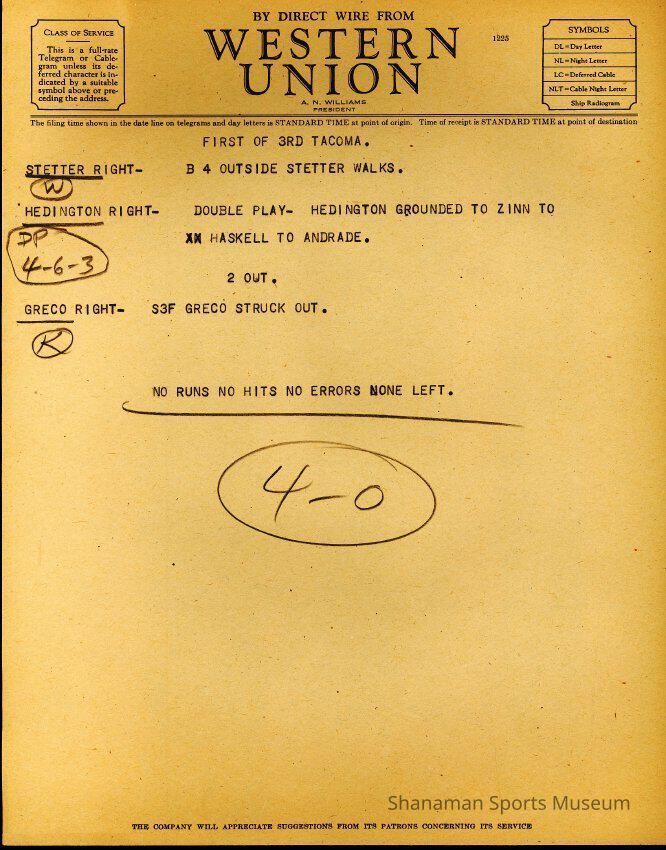 BY DIRECT WIRE FROM
WESTERN
UNION
1225
A. N. WILLIAMS
PRESIDENT
CLASS OF SERVICE
This is a full-rate
Telegram or Cable-
gram unless its de-
ferred character is in-
dicated by a suitable
symbol above or pre-
ceding the address.
SYMBOLS
DL=Day Letter
NL=Night Letter
LC=Deferred Cable
NLT=Cable Night Letter
Ship Radiogram
The filing time shown in the date line on telegrams and day letters is STANDARD TIME at point of origin. Time of receipt is STANDARD TIME at point of destination
FIRST OF 3RD TACOMA.
STETTER RIGHT- B 4 OUTSIDE STETTER WALKS.
W
HEDINGTON RIGHT- DOUBLE PLAY- HEDINGTON GROUNDED TO ZINN TO
DP
HASKELL TO ANDRADE.
4-6-3
2 OUT.
GRECO RIGHT- S3F GRECO STRUCK OUT.
K
NO RUNS NO HITS NO ERRORS NONE LEFT.
4-0
Shanaman Sports Museum
THE COMPANY WILL APPRECIATE SUGGESTIONS FROM ITS PATRONS CONCERNING ITS SERVICE